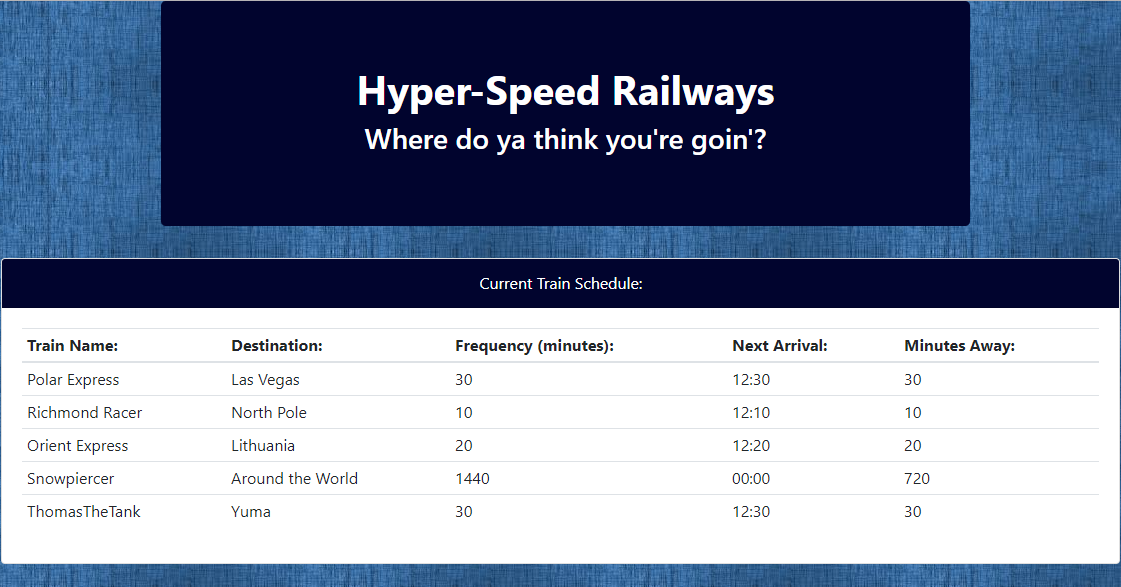 Hyper-Speed Railways
Where do ya think you're goin'?
Current Train Schedule:
Train Name: Destination: Frequency (minutes): Next Arrival: Minutes Away:
Polar Express Las Vegas 30 12:30 30
Richmond Racer North Pole 10 12:10 10
Orient Express Lithuania 20 12:20 20
Snowpiercer Around the World 1440 00:00 720
ThomasTheTank Yuma 30 12:30 30